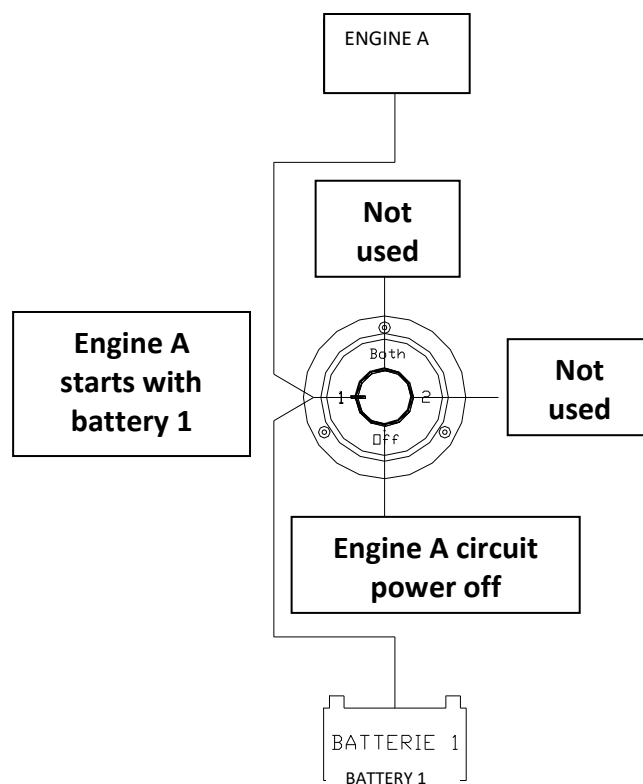 ENGINE A
Not
used
Engine A
starts with
battery 1
Both
1
2
Off
Not
used
Engine A circuit
power off
BATTERIE 1
BATTERY 1